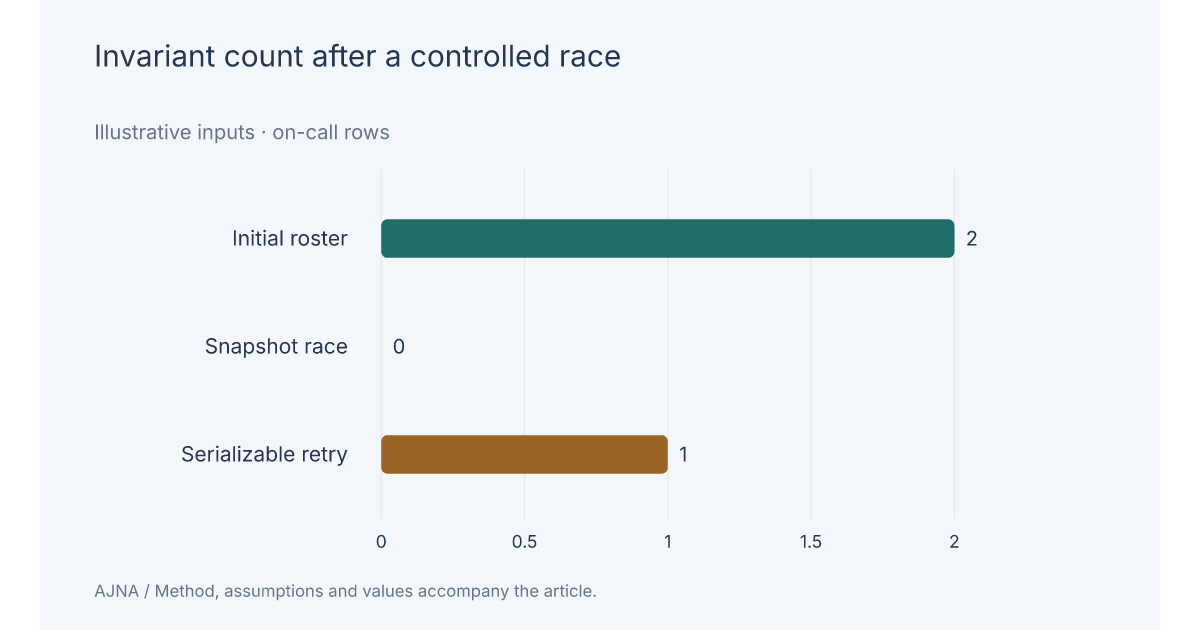 Invariant count after a controlled race
Illustrative inputs · on-call rows
Initial roster 2
Snapshot race 0
Serializable retry 1
0 0.5 1 1.5 2
AJNA / Method, assumptions and values accompany the article.